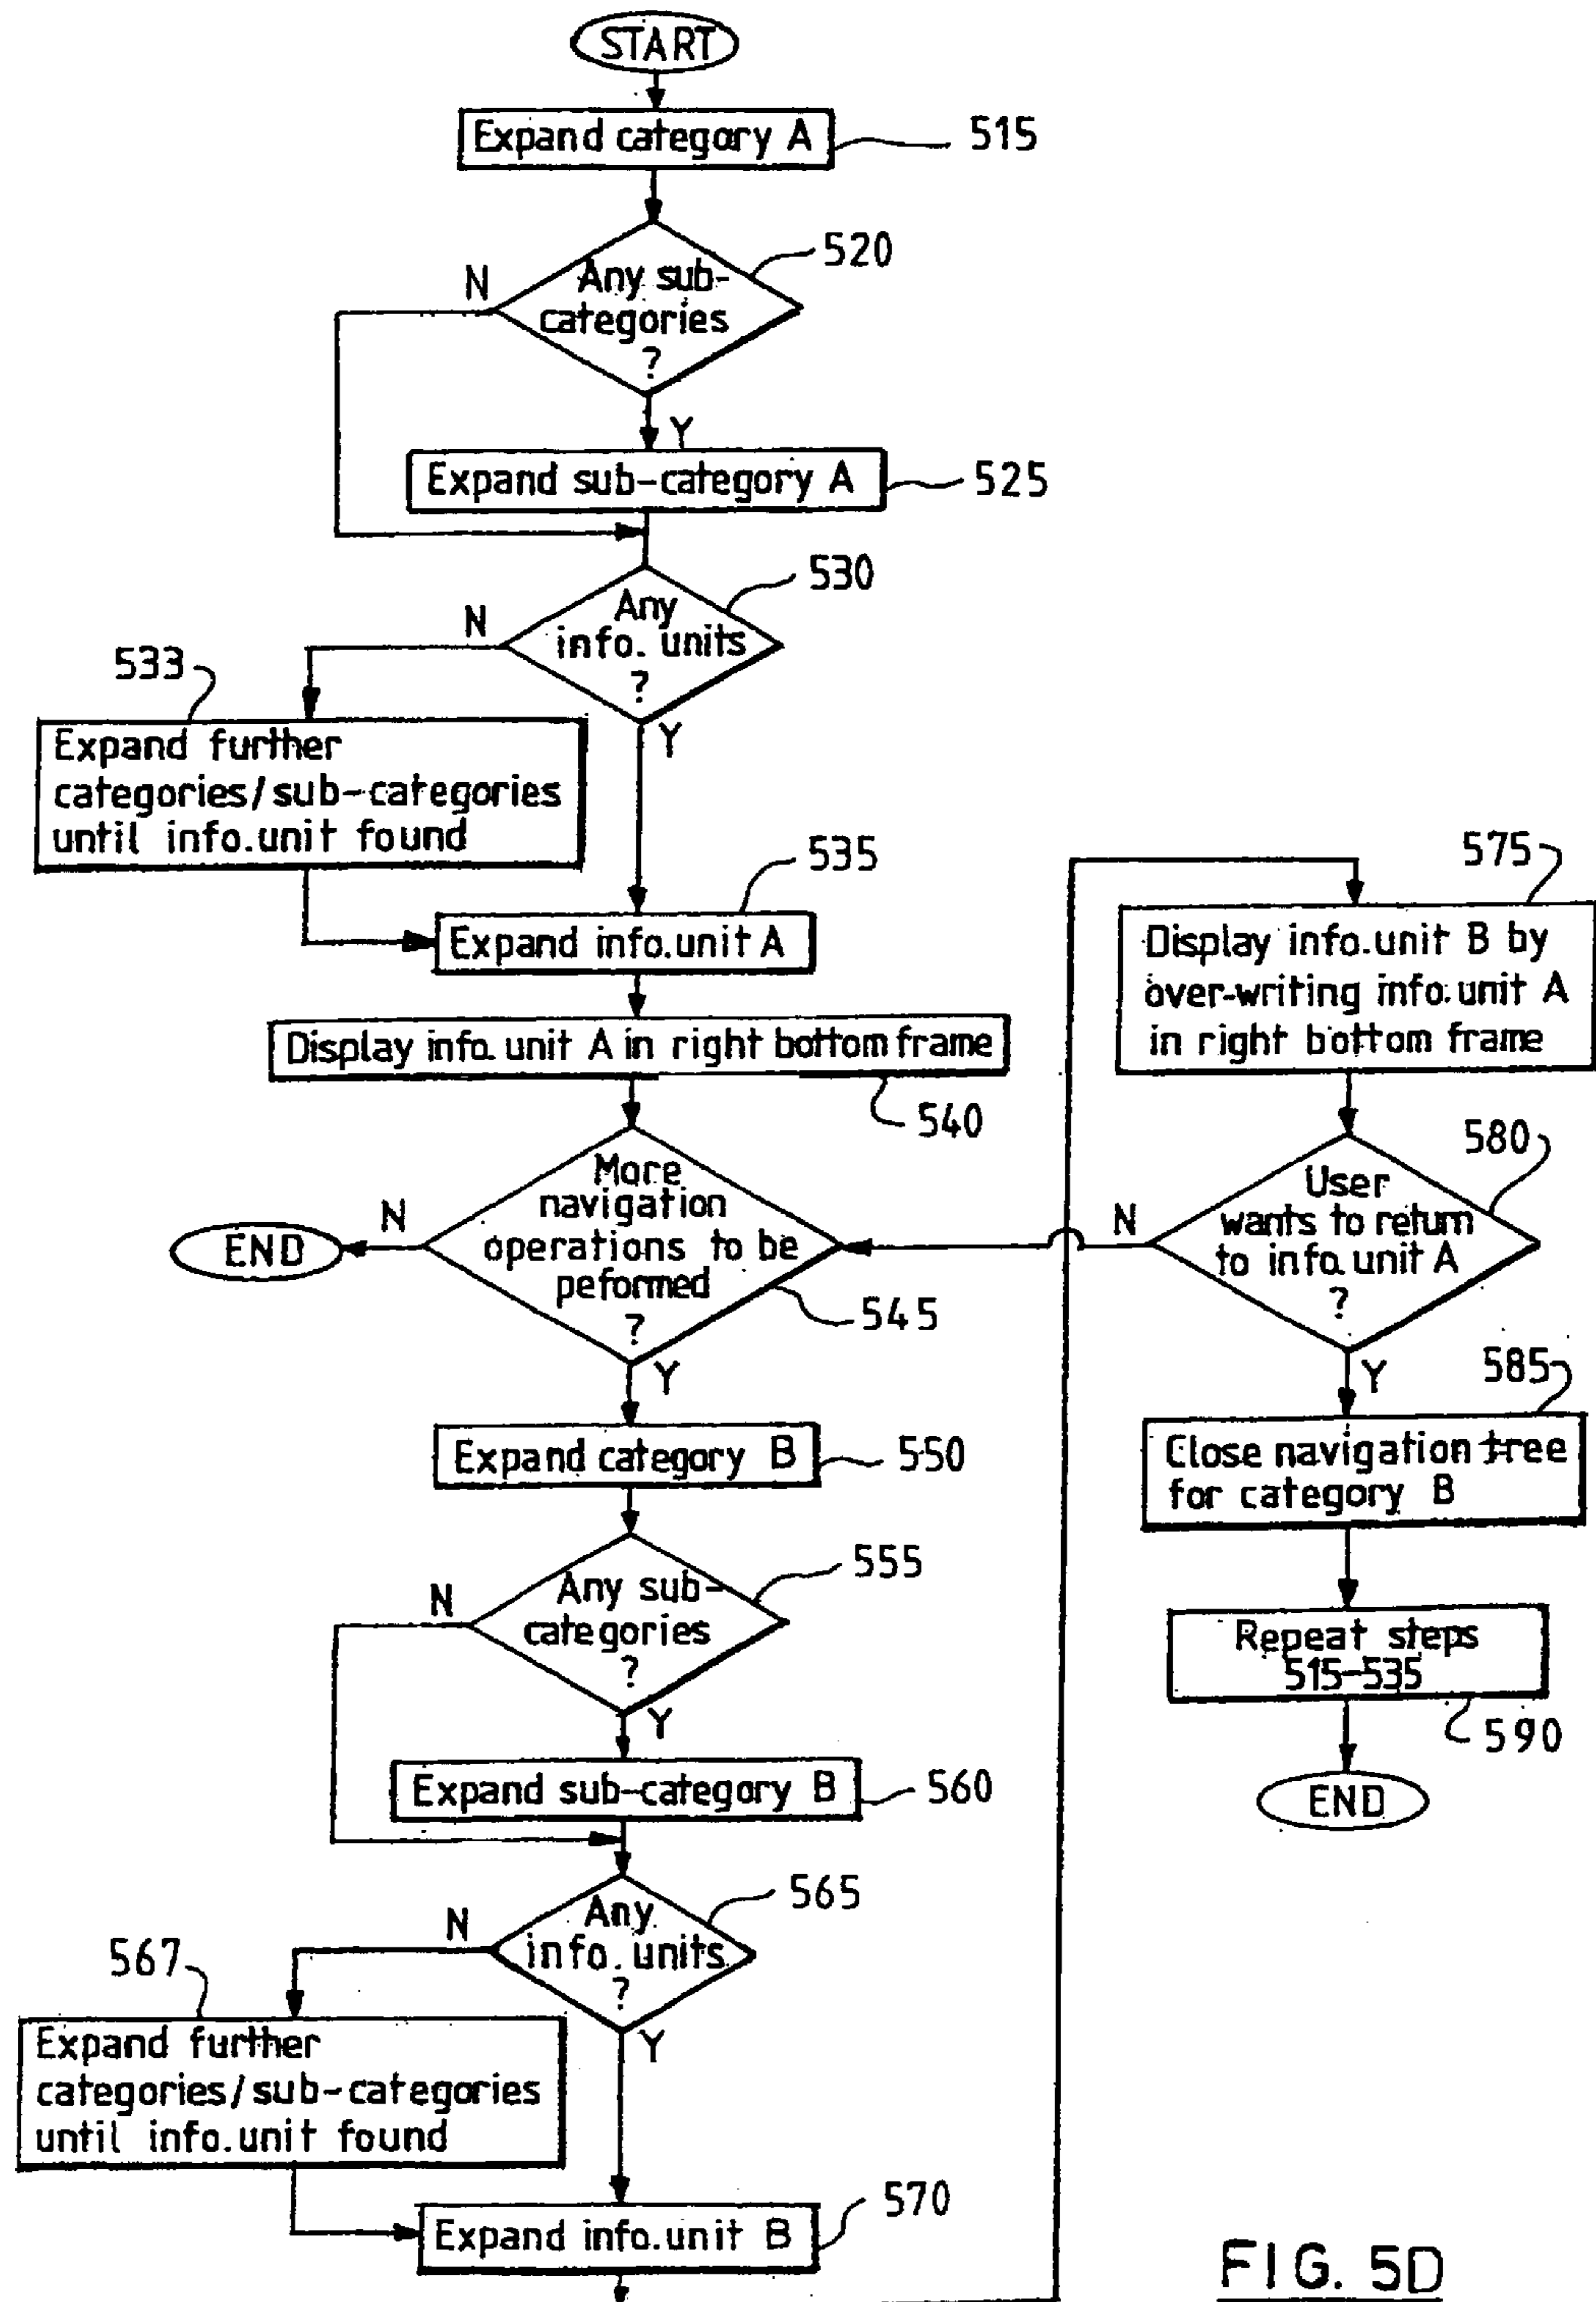 START
Expand category A
515
520
N
Any sub-
categories
?
Y
Expand sub-category A
525
530
N
Any
info. units
?
Y
533
Expand further
categories/sub-categories
until info.unit found
535
Expand info.unit A
Display info.unit A in right bottom frame
540
More
navigation
operations to be
peformed
?
N
END
545
Y
Expand category B
550
555
N
Any sub-
categories
?
Y
Expand sub-category B
560
565
N
Any
info. units
?
Y
567
Expand further
categories/sub-categories
until info.unit found
570
Expand info.unit B
575
Display info.unit B by
over-writing info.unit A
in right bottom frame
580
User
wants to return
to info.unit A
?
N
Y
585
Close navigation tree
for category B
Repeat steps
515-535
590
END
FIG. 5D